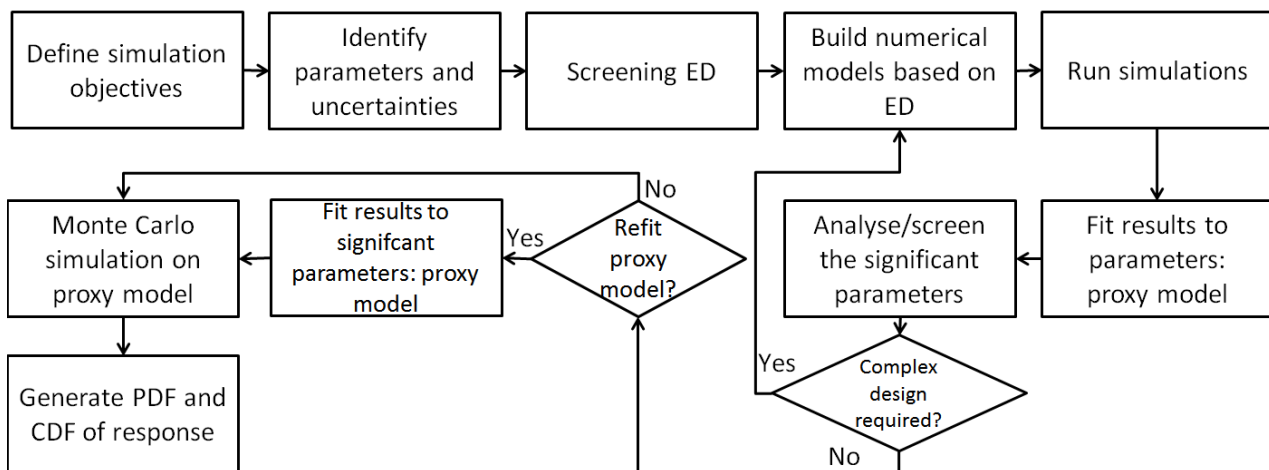 Define simulation
objectives
Identify
parameters and
uncertainties
Screening ED
Build numerical
models based on
ED
Run simulations
No
Monte Carlo
simulation on
proxy model
Fit results to
signifcant
parameters: proxy
model
Yes
Refit
proxy
model?
Analyse/screen
the significant
parameters
Fit results to
parameters:
proxy model
Generate PDF and
CDF of response
Yes
Complex
design
required?
No